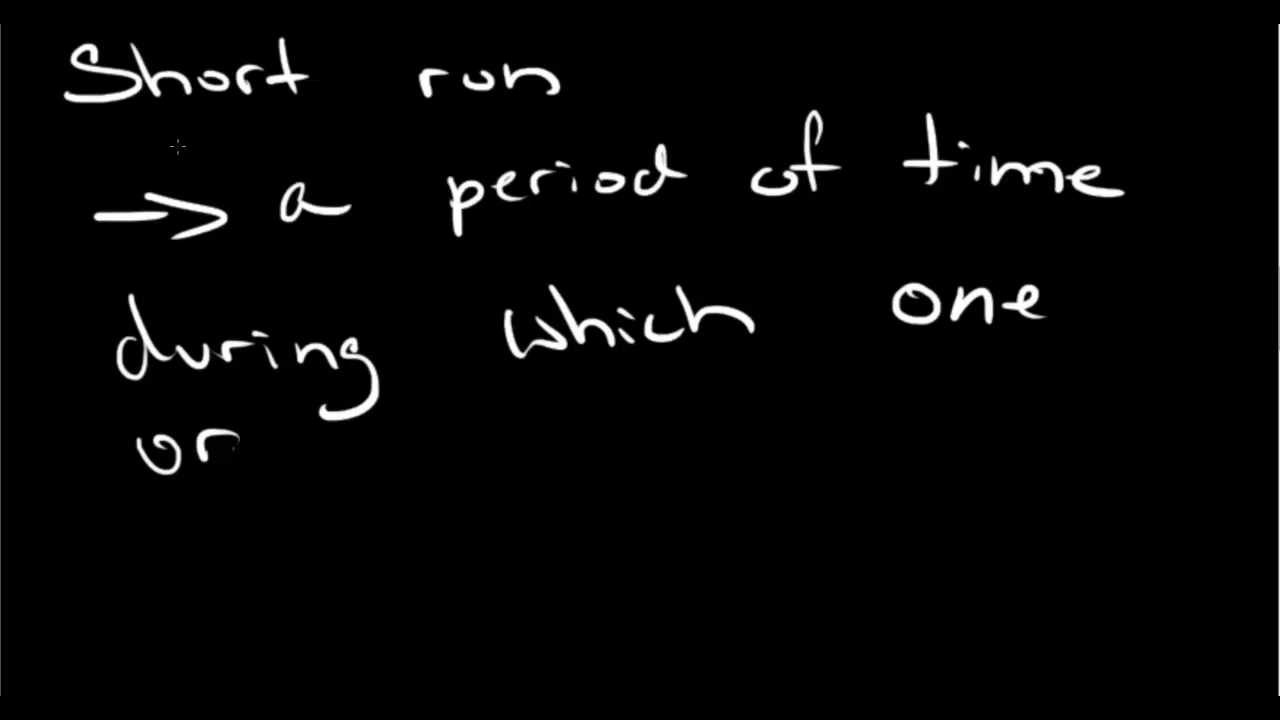 Short run
→ a period of time
during which one
or